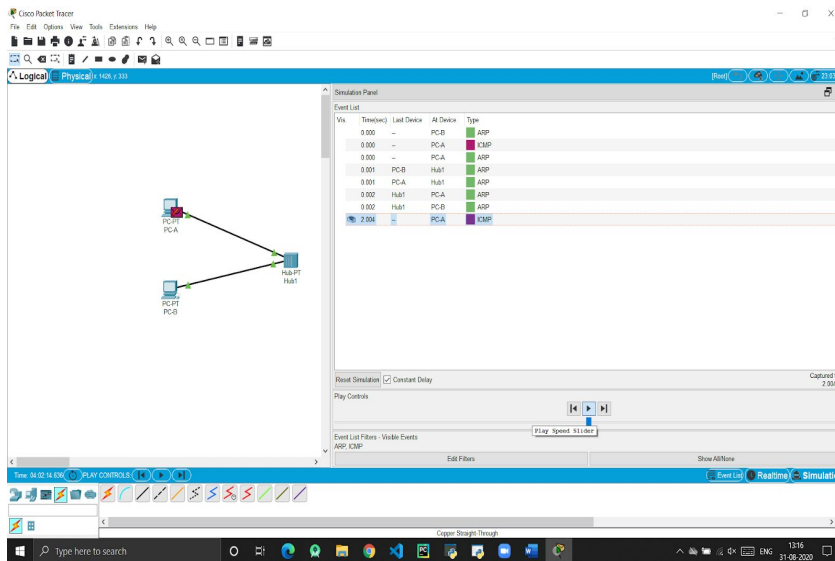 Cisco Packet Tracer
File Edit Options View Tools Extensions Help
Logical Physical x: 1426, y: 333 [Root]
Simulation Panel
Event List
Vis. Time(sec) Last Device At Device Type
0.000 -- PC-B ARP
0.000 -- PC-A ICMP
0.000 -- PC-A ARP
0.001 PC-B Hub1 ARP
0.001 PC-A Hub1 ARP
0.002 Hub1 PC-A ARP
0.002 Hub1 PC-B ARP
2.004 -- PC-A ICMP
PC-PT
PC-A
Hub-PT
Hub1
PC-PT
PC-B
Reset Simulation Constant Delay
Captured
2.00
Play Controls
Play Speed Slider
Event List Filters - Visible Events
ARP, ICMP
Edit Filters Show All/None
Time: 04:02:14.636 PLAY CONTROLS: Event List Realtime Simulati
Copper Straight-Through
Type here to search
ENG
13:16
31-08-2020